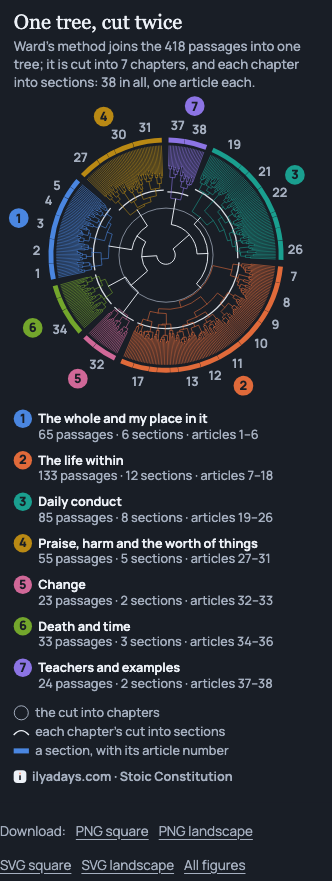 One tree, cut twice
Ward's method joins the 418 passages into one
tree; it is cut into 7 chapters, and each chapter
into sections: 38 in all, one article each.
7
4
37
38
31
30
19
27
21
3
22
5
4
1
3
2
26
1
7
8
6
34
9
10
32
11
5
17
13
12
2
1 The whole and my place in it
65 passages · 6 sections · articles 1–6
2 The life within
133 passages · 12 sections · articles 7–18
3 Daily conduct
85 passages · 8 sections · articles 19–26
4 Praise, harm and the worth of things
55 passages · 5 sections · articles 27–31
5 Change
23 passages · 2 sections · articles 32–33
6 Death and time
33 passages · 3 sections · articles 34–36
7 Teachers and examples
24 passages · 2 sections · articles 37–38
the cut into chapters
each chapter's cut into sections
a section, with its article number
ilyadays.com · Stoic Constitution
Download: PNG square PNG landscape
SVG square SVG landscape All figures